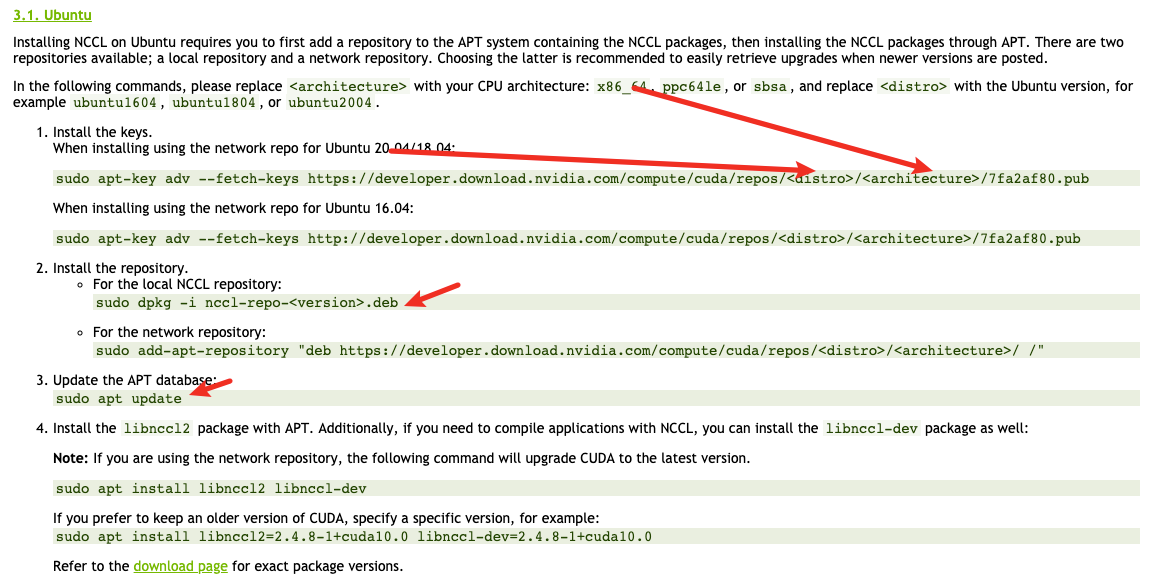 3.1. Ubuntu
Installing NCCL on Ubuntu requires you to first add a repository to the APT system containing the NCCL packages, then installing the NCCL packages through APT. There are two
repositories available; a local repository and a network repository. Choosing the latter is recommended to easily retrieve upgrades when newer versions are posted.
In the following commands, please replace <architecture> with your CPU architecture: x86_64, ppc64le, or sbsa, and replace <distro> with the Ubuntu version, for
example ubuntu1604, ubuntu1804, or ubuntu2004.
1. Install the keys.
When installing using the network repo for Ubuntu 20.04/18.04:
sudo apt-key adv --fetch-keys https://developer.download.nvidia.com/compute/cuda/repos/<distro>/<architecture>/7fa2af80.pub
When installing using the network repo for Ubuntu 16.04:
sudo apt-key adv --fetch-keys http://developer.download.nvidia.com/compute/cuda/repos/<distro>/<architecture>/7fa2af80.pub
2. Install the repository.
◦ For the local NCCL repository:
sudo dpkg -i nccl-repo-<version>.deb
◦ For the network repository:
sudo add-apt-repository "deb https://developer.download.nvidia.com/compute/cuda/repos/<distro>/<architecture>/ /"
3. Update the APT database:
sudo apt update
4. Install the libnccl2 package with APT. Additionally, if you need to compile applications with NCCL, you can install the libnccl-dev package as well:
Note: If you are using the network repository, the following command will upgrade CUDA to the latest version.
sudo apt install libnccl2 libnccl-dev
If you prefer to keep an older version of CUDA, specify a specific version, for example:
sudo apt install libnccl2=2.4.8-1+cuda10.0 libnccl-dev=2.4.8-1+cuda10.0
Refer to the download page for exact package versions.